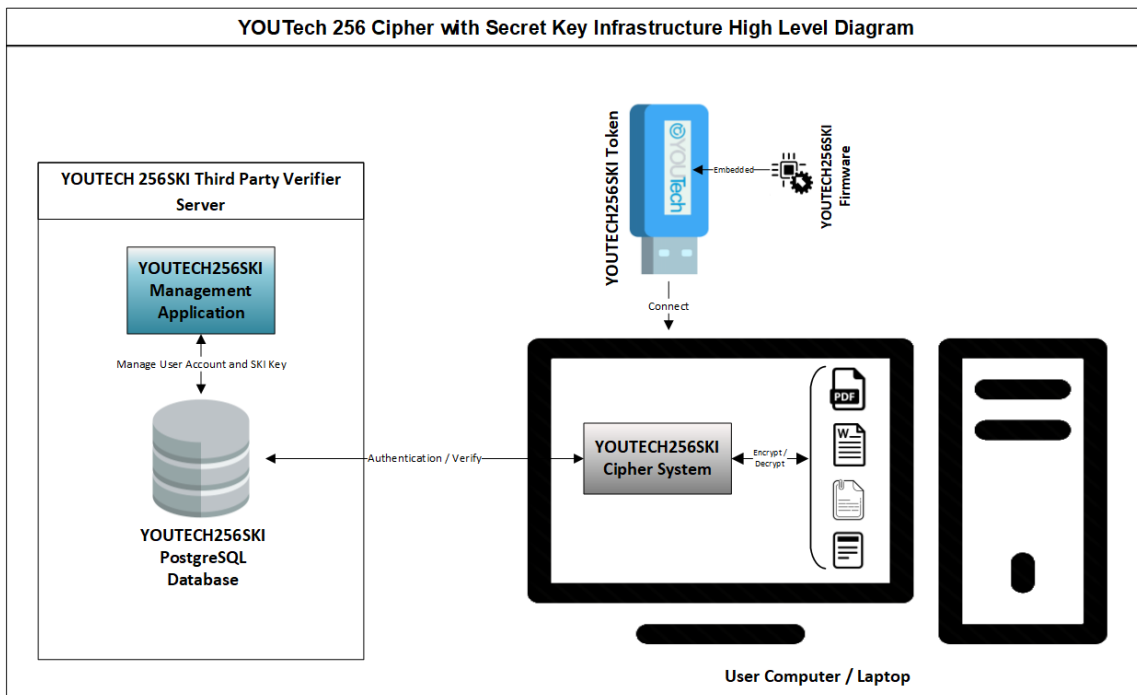 YOUTech 256 Cipher with Secret Key Infrastructure High Level Diagram
YOUTECH 256SKI Third Party Verifier
Server
YOUTECH256SKI
Management
Application
Manage User Account and SKI Key
YOUTECH256SKI
PostgreSQL
Database
Authentication / Verify
YOUTECH256SKI Token
@YOUTech
Embedded
YOUTECH256SKI
Firmware
Connect
YOUTECH256SKI
Cipher System
Encrypt /
Decrypt
PDF
W
User Computer / Laptop